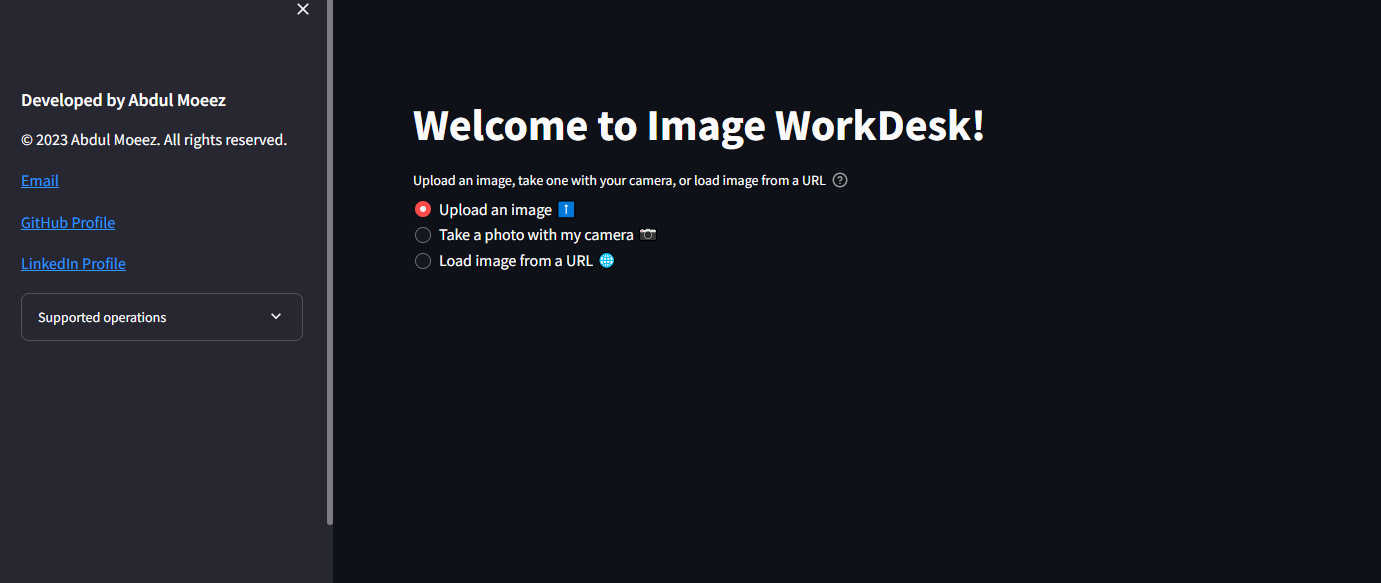 Developed by Abdul Moeez
© 2023 Abdul Moeez. All rights reserved.
Email
GitHub Profile
LinkedIn Profile
Supported operations
Welcome to Image WorkDesk!
Upload an image, take one with your camera, or load image from a URL
Upload an image ⬆️
Take a photo with my camera 📷
Load image from a URL 🌐